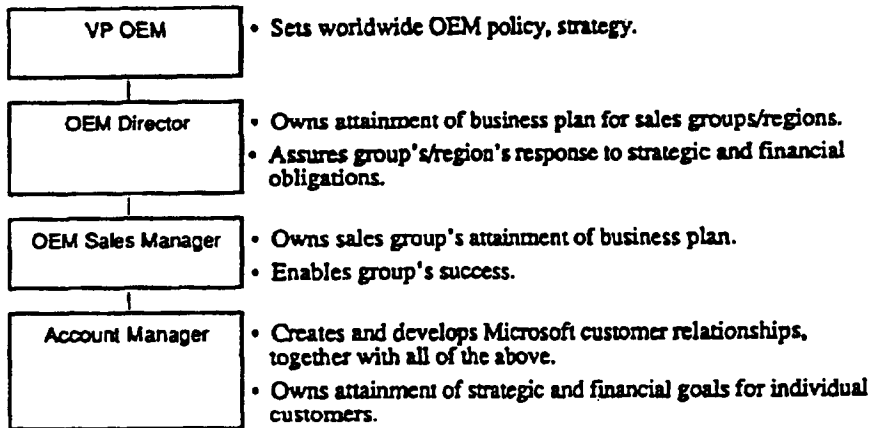 VP OEM
• Sets worldwide OEM policy, strategy.
OEM Director
• Owns attainment of business plan for sales groups/regions.
• Assures group's/region's response to strategic and financial
obligations.
OEM Sales Manager
• Owns sales group's attainment of business plan.
• Enables group's success.
Account Manager
• Creates and develops Microsoft customer relationships,
together with all of the above.
• Owns attainment of strategic and financial goals for individual
customers.